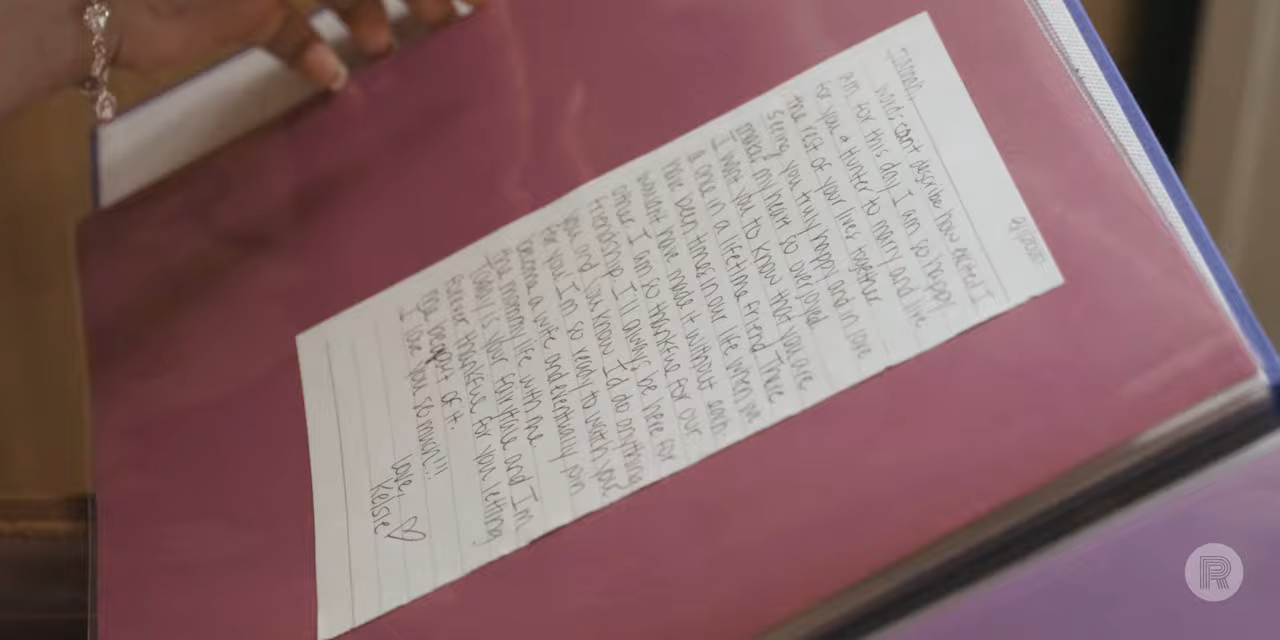 words can't describe how excited I
am for this day. I am so happy
for you & Hunter to marry and live
the rest of your lives together.
Seeing you truly happy and in love
makes my heart so over joyed.
I want you to know that you are
a one in a lifetime friend. There
have been times in our life when we
wouldn't have made it without each
other. I am so thankful for our
friendship. I'll always be here for
you and you know I'd do anything
for you. I'm so ready to watch you
become a wife and eventually join
the mommy life with me.
Today is your fairytale and I'm
forever thankful for you letting
me be apart of it.
I love you so much!!!
Love,
Kelsie ♡
R